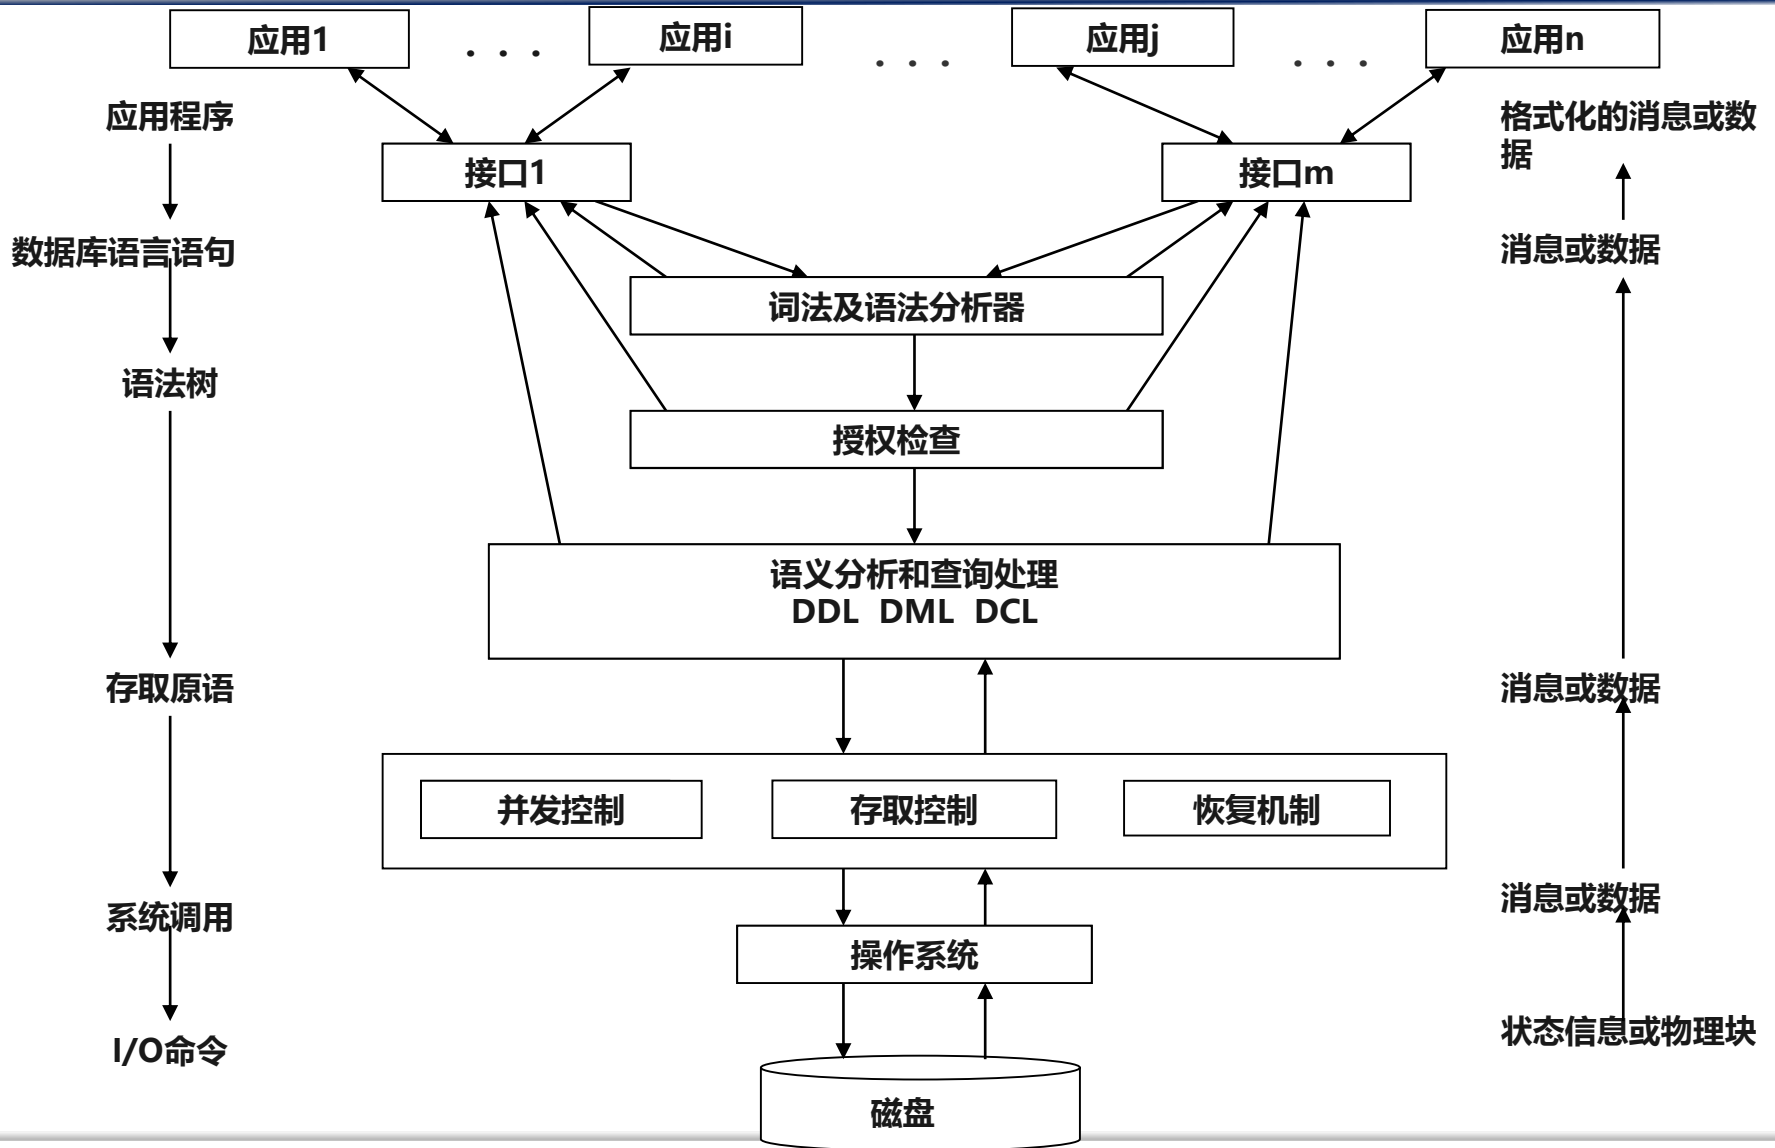 应用1
. . .
应用i
. . .
应用j
. . .
应用n
应用程序
格式化的消息或数
据
接口1
接口m
数据库语言语句
消息或数据
词法及语法分析器
语法树
授权检查
语义分析和查询处理
DDL DML DCL
存取原语
消息或数据
并发控制
存取控制
恢复机制
系统调用
消息或数据
操作系统
I/O命令
状态信息或物理块
磁盘